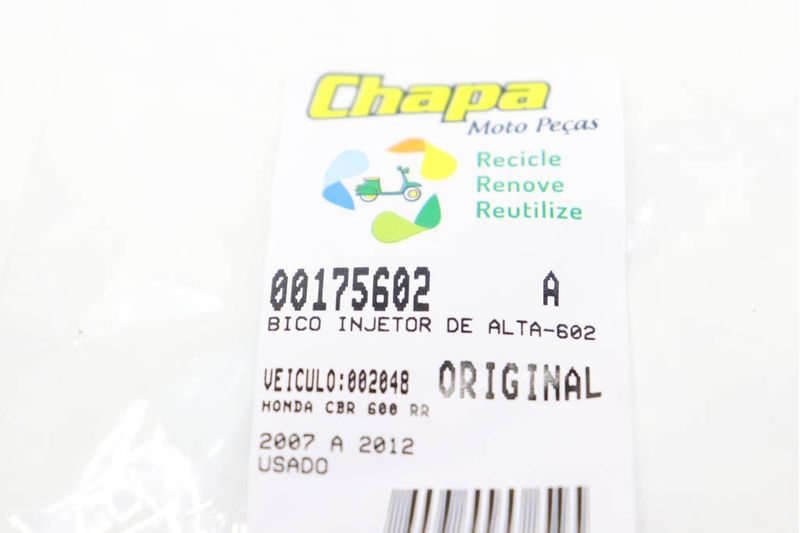 Chapa
Moto Peças
Recicle
Renove
Reutilize
00175602 A
BICO INJETOR DE ALTA-602
VEICULO:002048 ORIGINAL
HONDA CBR 600 RR
2007 A 2012
USADO